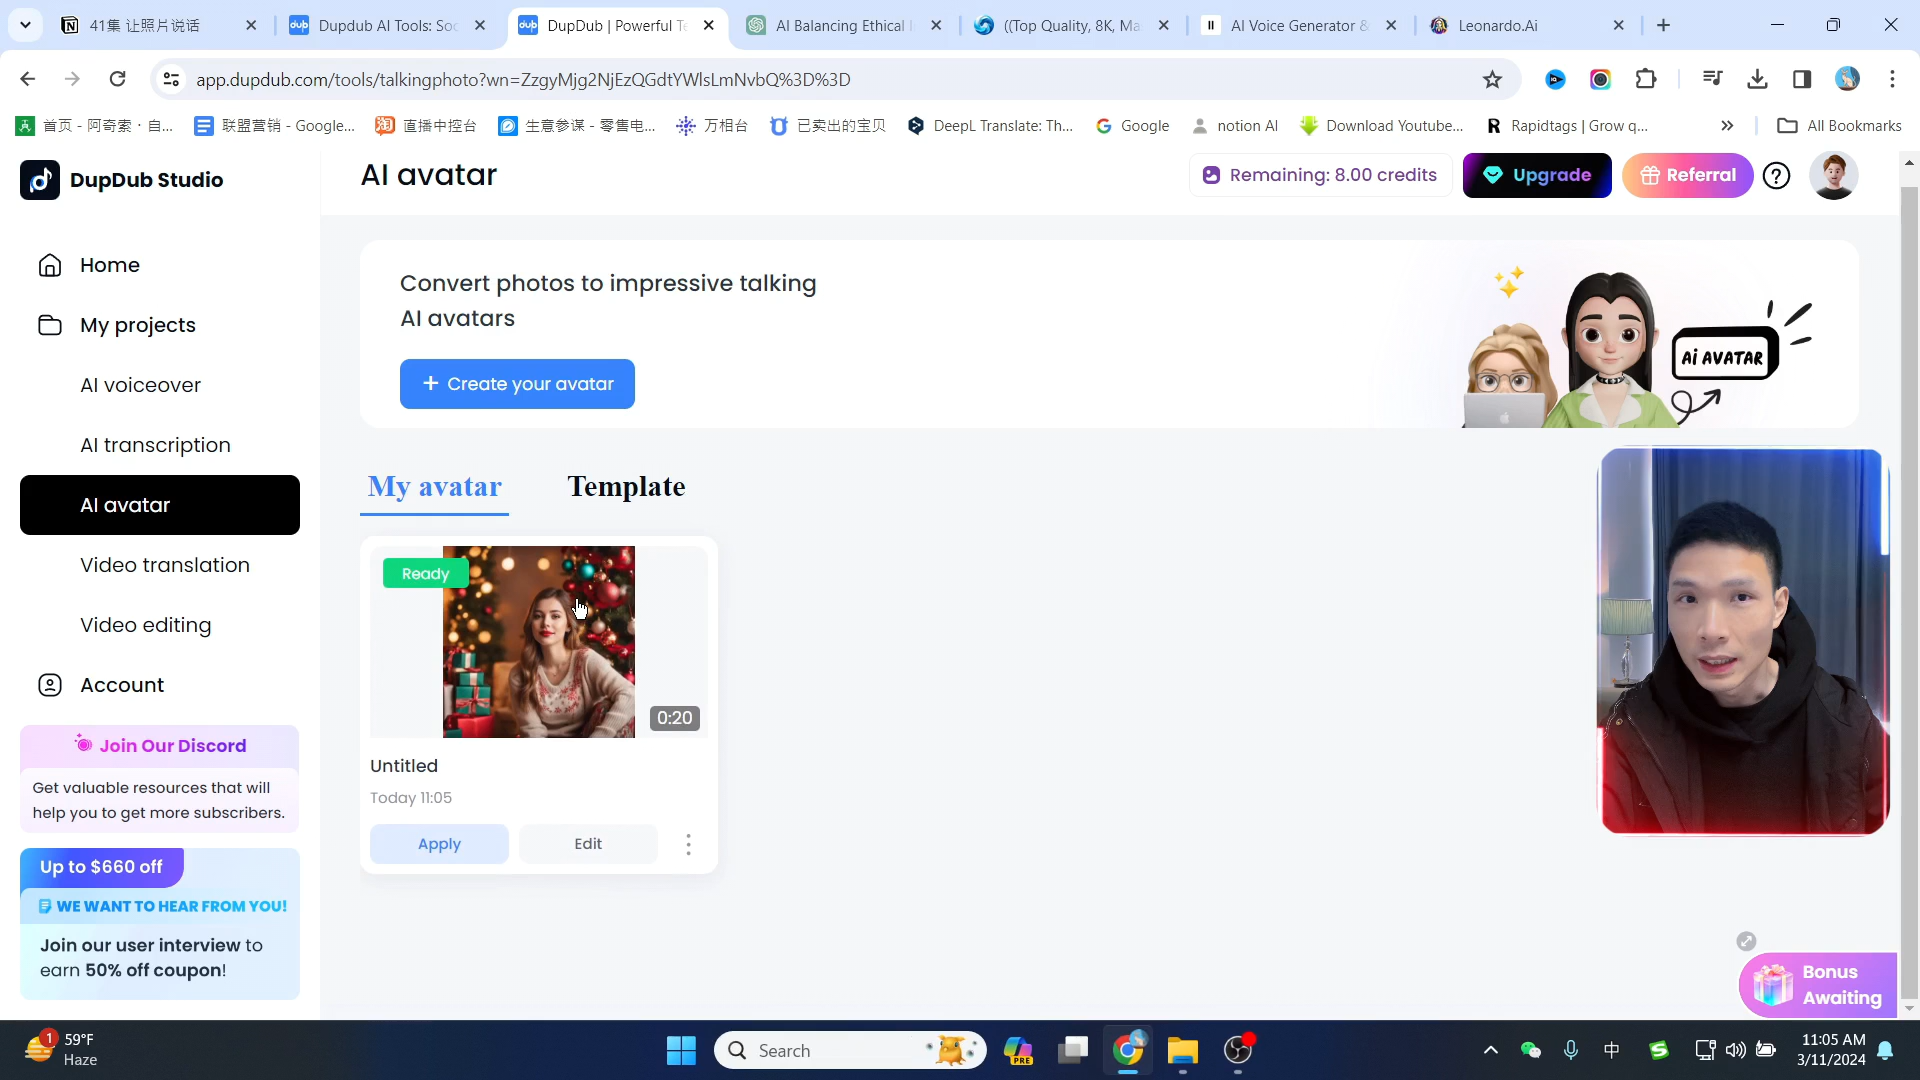 41集 让照片说话
Dupdub AI Tools: Soc
DupDub | Powerful Te
AI Balancing Ethical I
((Top Quality, 8K, Ma
AI Voice Generator &
Leonardo.Ai
app.dupdub.com/tools/talkingphoto?wn=ZzgyMjg2NjEzQGdtYWlsLmNvbQ%3D%3D
首页 - 阿奇索 · 自...
联盟营销 - Google...
直播中控台
生意参谋 - 零售电...
万相台
已卖出的宝贝
DeepL Translate: Th...
Google
notion AI
Download Youtube...
Rapidtags | Grow q...
All Bookmarks
DupDub Studio
AI avatar
Remaining: 8.00 credits
Upgrade
Referral
Home
My projects
AI voiceover
AI transcription
AI avatar
Video translation
Video editing
Account
Join Our Discord
Get valuable resources that will
help you to get more subscribers.
Up to $660 off
WE WANT TO HEAR FROM YOU!
Join our user interview to
earn 50% off coupon!
Convert photos to impressive talking
AI avatars
+ Create your avatar
Ai AVATAR
My avatar
Template
Ready
0:20
Untitled
Today 11:05
Apply
Edit
Bonus
Awaiting
1
59°F
Haze
Search
PRE
中
11:05 AM
3/11/2024